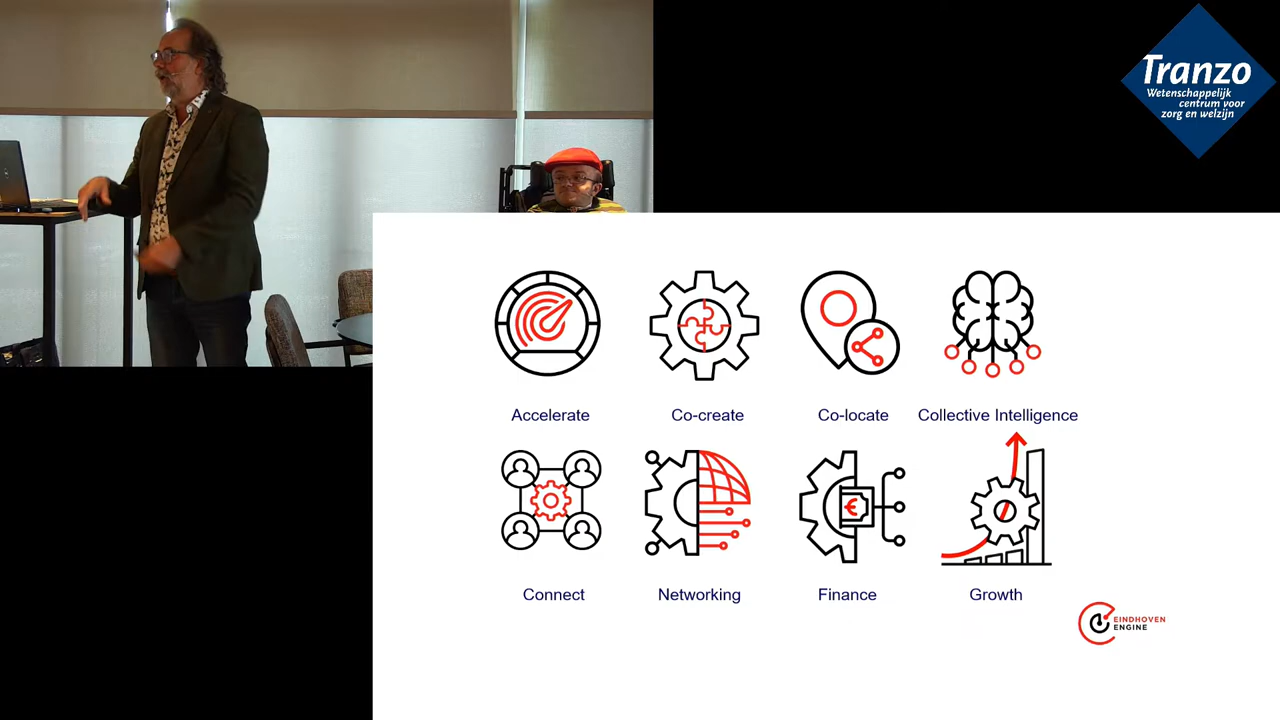 Tranzo
Wetenschappelijk
centrum voor
zorg en welzijn
Accelerate
Co-create
Co-locate
Collective Intelligence
€
Connect
Networking
Finance
Growth
EINDHOVEN
ENGINE